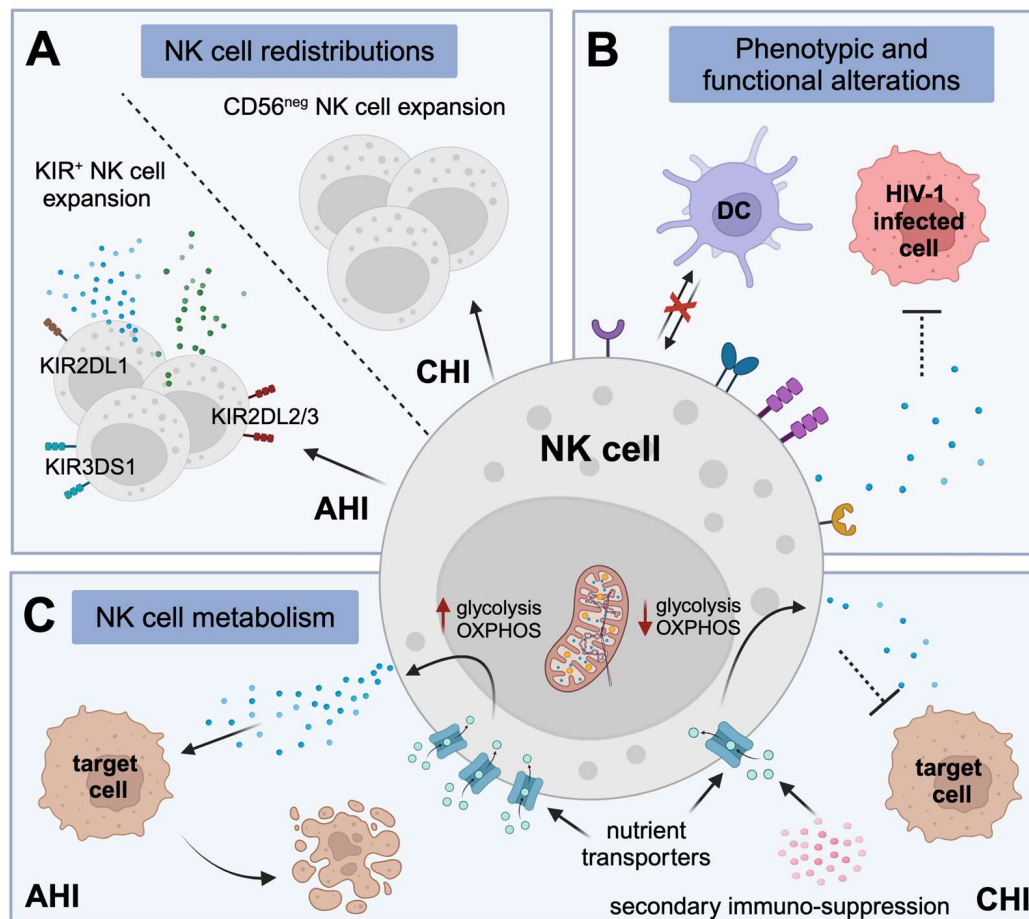 A
NK cell redistributions
CD56ⁿᵉᵍ NK cell expansion
KIR⁺ NK cell
expansion
KIR2DL1
KIR2DL2/3
KIR3DS1
CHI
AHI
B
Phenotypic and
functional alterations
DC
HIV-1
infected
cell
NK cell
glycolysis
OXPHOS
glycolysis
OXPHOS
C
NK cell metabolism
target
cell
AHI
nutrient
transporters
target
cell
secondary immuno-suppression
CHI